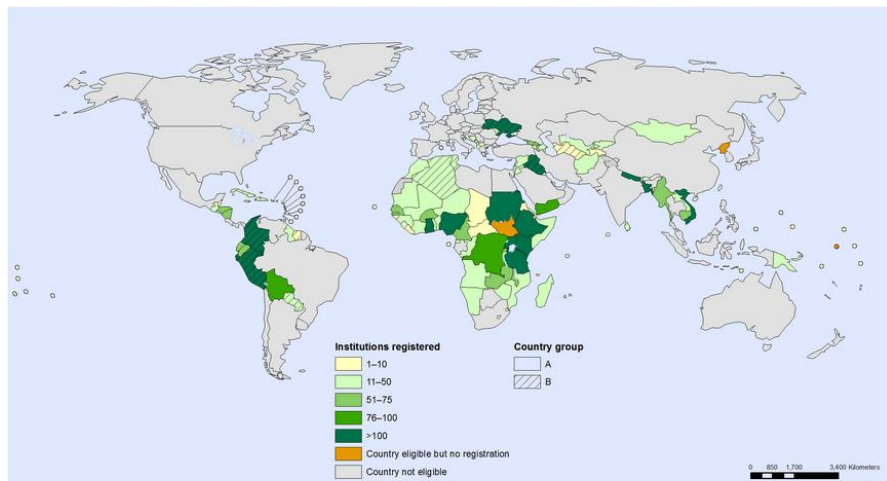 Institutions registered
1–10
11–50
51–75
76–100
>100
Country eligible but no registration
Country not eligible
Country group
A
B
0 850 1,700 3,400 Kilometers